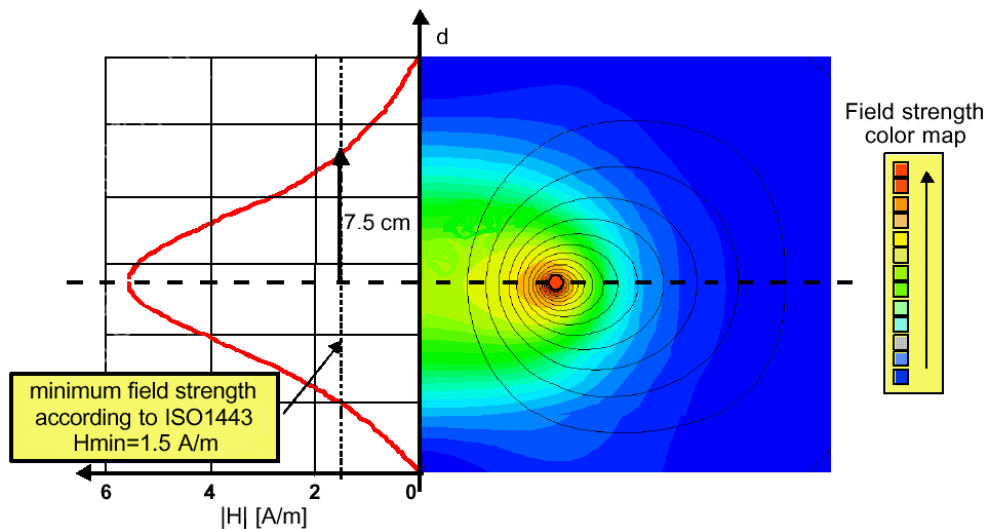 d
Field strength
color map
7.5 cm
minimum field strength
according to ISO1443
Hmin=1.5 A/m
6 4 2 0
|H| [A/m]